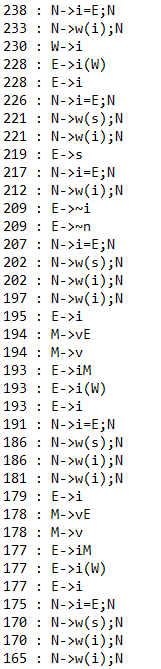 238 : N->i=E;N
233 : N->w(i);N
230 : W->i
228 : E->i(W)
228 : E->i
226 : N->i=E;N
221 : N->w(s);N
221 : N->w(i);N
219 : E->s
217 : N->i=E;N
212 : N->w(i);N
209 : E->~i
209 : E->~n
207 : N->i=E;N
202 : N->w(s);N
202 : N->w(i);N
197 : N->w(i);N
195 : E->i
194 : M->vE
194 : M->v
193 : E->iM
193 : E->i(W)
193 : E->i
191 : N->i=E;N
186 : N->w(s);N
186 : N->w(i);N
181 : N->w(i);N
179 : E->i
178 : M->vE
178 : M->v
177 : E->iM
177 : E->i(W)
177 : E->i
175 : N->i=E;N
170 : N->w(s);N
170 : N->w(i);N
165 : N->w(i);N